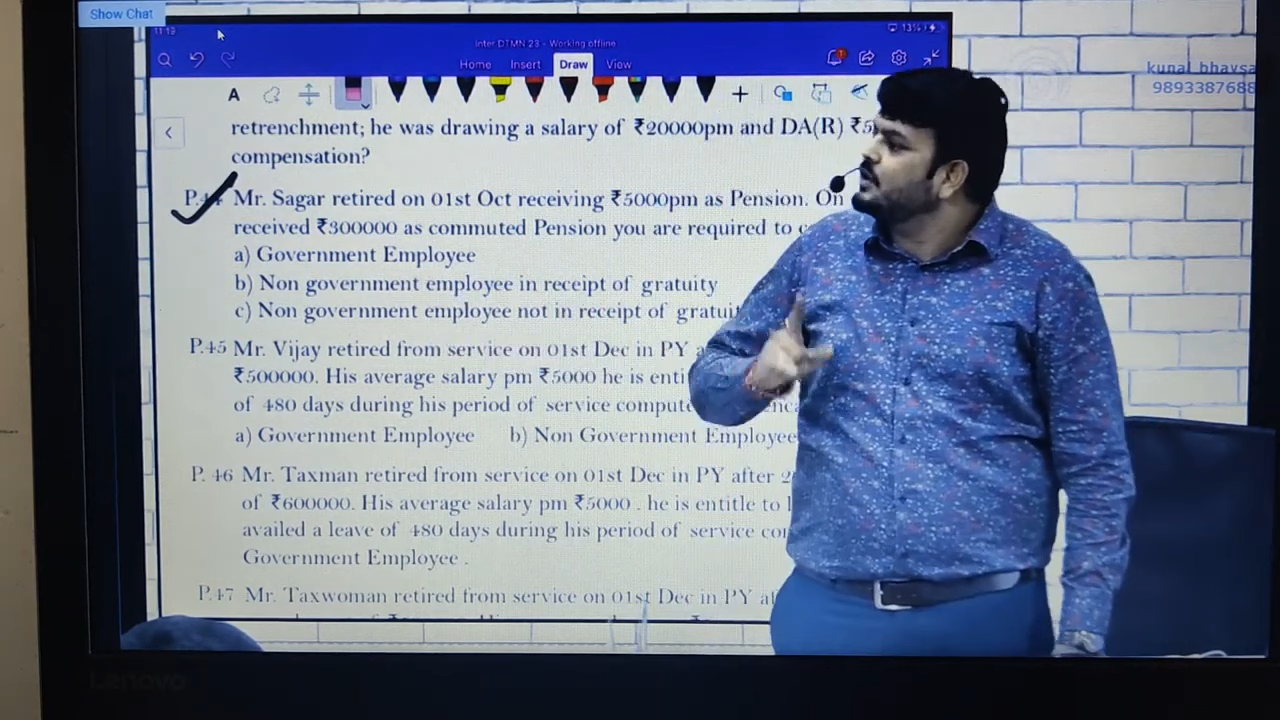 Show Chat
11:19
13%
Inter DTMN 23 - Working offline
Home Insert Draw View
kunal bhavsa
9893387688
A
retrenchment; he was drawing a salary of ₹20000pm and DA(R) ₹5
compensation?
Mr. Sagar retired on 01st Oct receiving ₹5000pm as Pension. On
received ₹300000 as commuted Pension you are required to
a) Government Employee
b) Non government employee in receipt of gratuity
c) Non government employee not in receipt of gratuit
P.45 Mr. Vijay retired from service on 01st Dec in PY
₹500000. His average salary pm ₹5000 he is enti
of 480 days during his period of service compute
a) Government Employee b) Non Government Employee
P. 46 Mr. Taxman retired from service on 01st Dec in PY after 2
of ₹600000. His average salary pm ₹5000 . he is entitle to
availed a leave of 480 days during his period of service
Government Employee .
P.47 Mr. Taxwoman retired from service on 01st Dec in PY
Lenovo